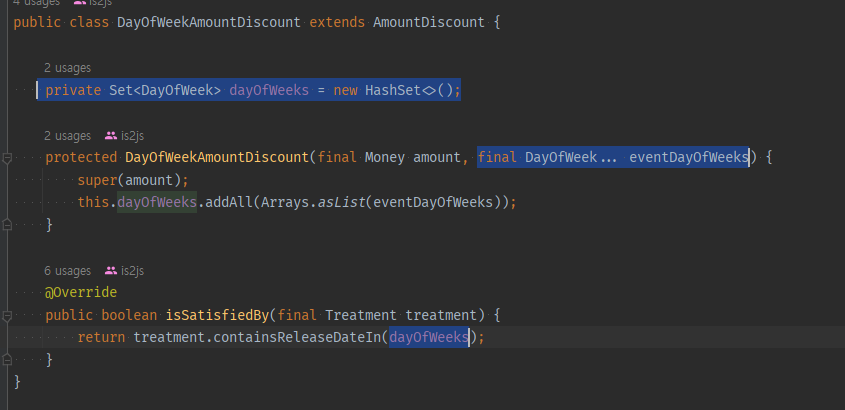 4 usages is2js
public class DayOfWeekAmountDiscount extends AmountDiscount {
2 usages
private Set<DayOfWeek> dayOfWeeks = new HashSet<>();
2 usages is2js
protected DayOfWeekAmountDiscount(final Money amount, final DayOfWeek... eventDayOfWeeks) {
super(amount);
this.dayOfWeeks.addAll(Arrays.asList(eventDayOfWeeks));
}
6 usages is2js
@Override
public boolean isSatisfiedBy(final Treatment treatment) {
return treatment.containsReleaseDateIn(dayOfWeeks);
}
}